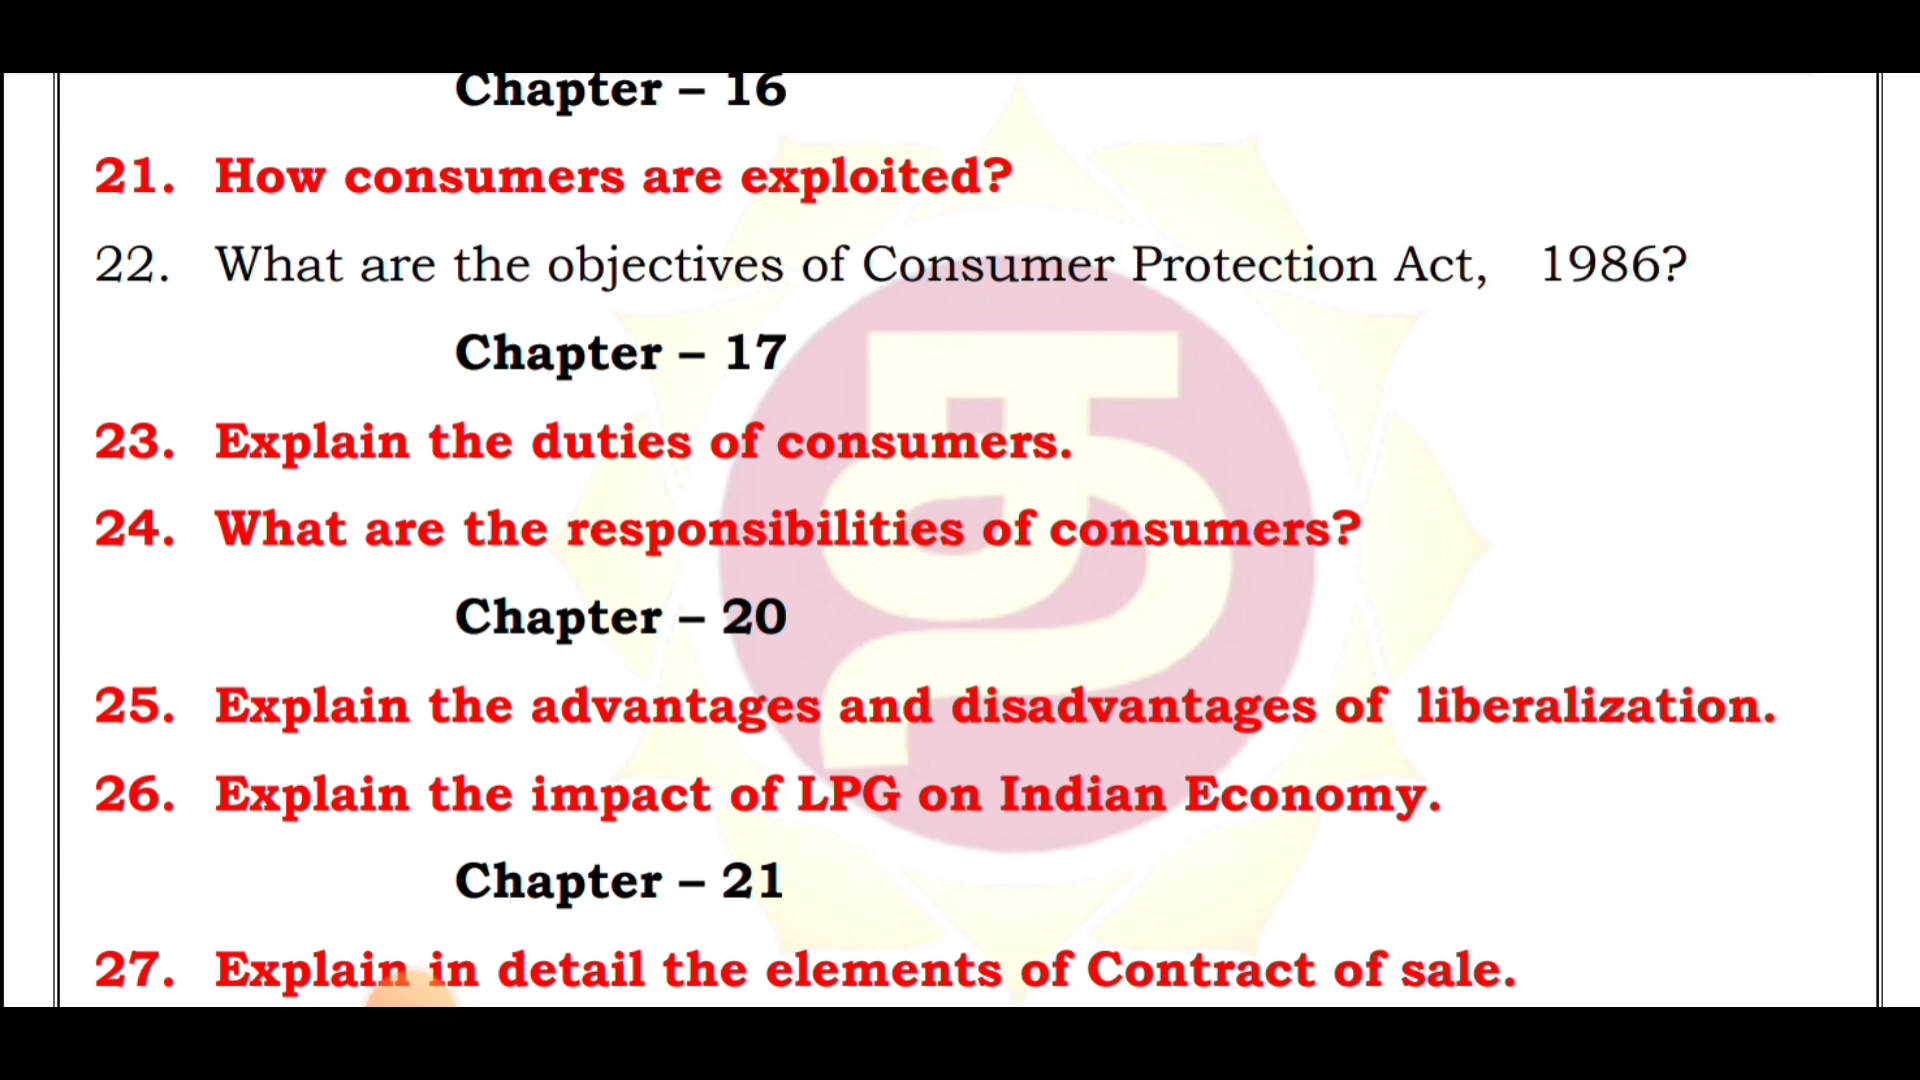 Chapter – 16
21. How consumers are exploited?
22. What are the objectives of Consumer Protection Act, 1986?
Chapter – 17
23. Explain the duties of consumers.
24. What are the responsibilities of consumers?
Chapter – 20
25. Explain the advantages and disadvantages of liberalization.
26. Explain the impact of LPG on Indian Economy.
Chapter – 21
27. Explain in detail the elements of Contract of sale.